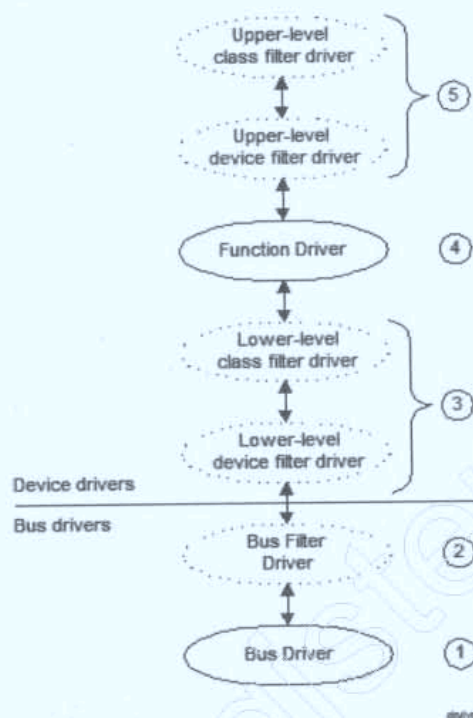 Upper-level
class filter driver
5
Upper-level
device filter driver
Function Driver
4
Lower-level
class filter driver
3
Lower-level
device filter driver
Device drivers
Bus drivers
Bus Filter
Driver
2
Bus Driver
1